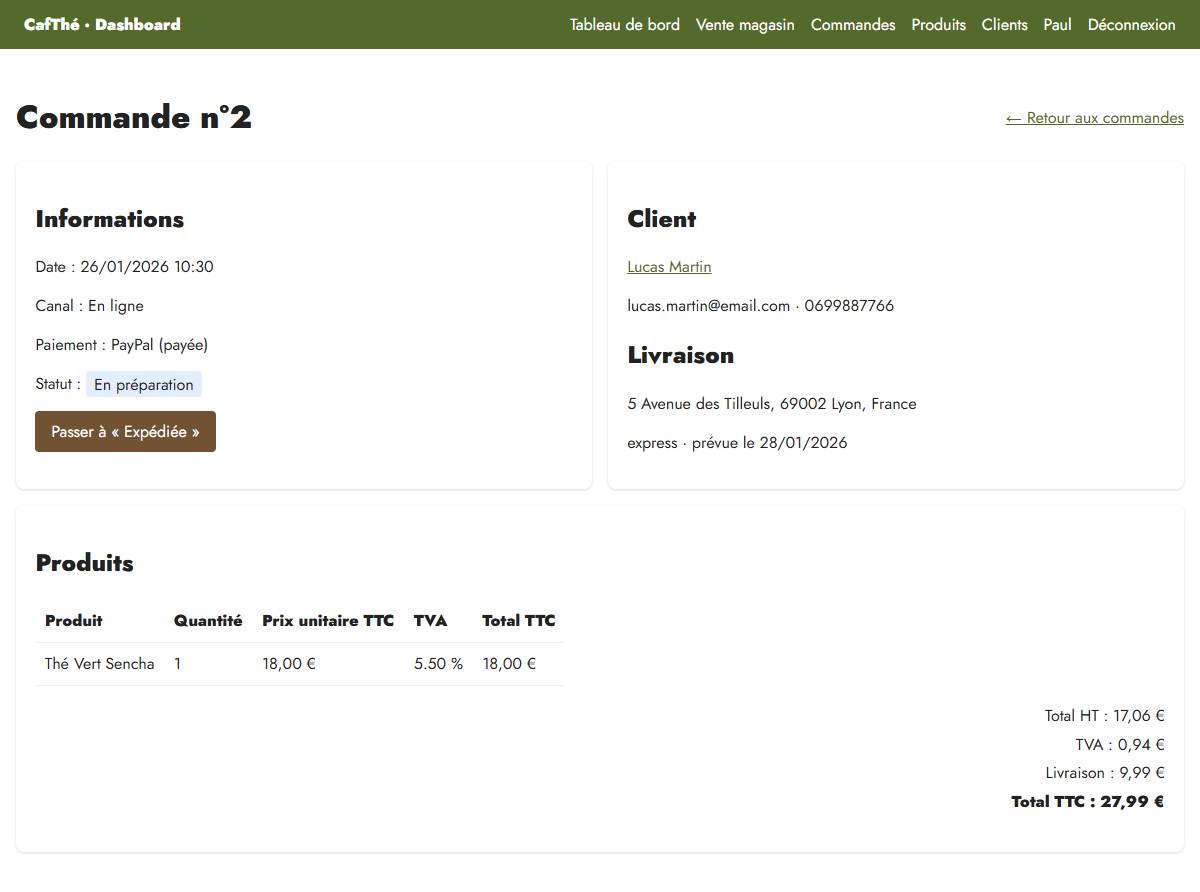 CafThé · Dashboard
Tableau de bord Vente magasin Commandes Produits Clients Paul Déconnexion
Commande n°2
← Retour aux commandes
Informations
Date : 26/01/2026 10:30
Canal : En ligne
Paiement : PayPal (payée)
Statut : En préparation
Passer à « Expédiée »
Client
Lucas Martin
lucas.martin@email.com · 0699887766
Livraison
5 Avenue des Tilleuls, 69002 Lyon, France
express · prévue le 28/01/2026
Produits
Produit Quantité Prix unitaire TTC TVA Total TTC
Thé Vert Sencha 1 18,00 € 5.50 % 18,00 €
Total HT : 17,06 €
TVA : 0,94 €
Livraison : 9,99 €
Total TTC : 27,99 €